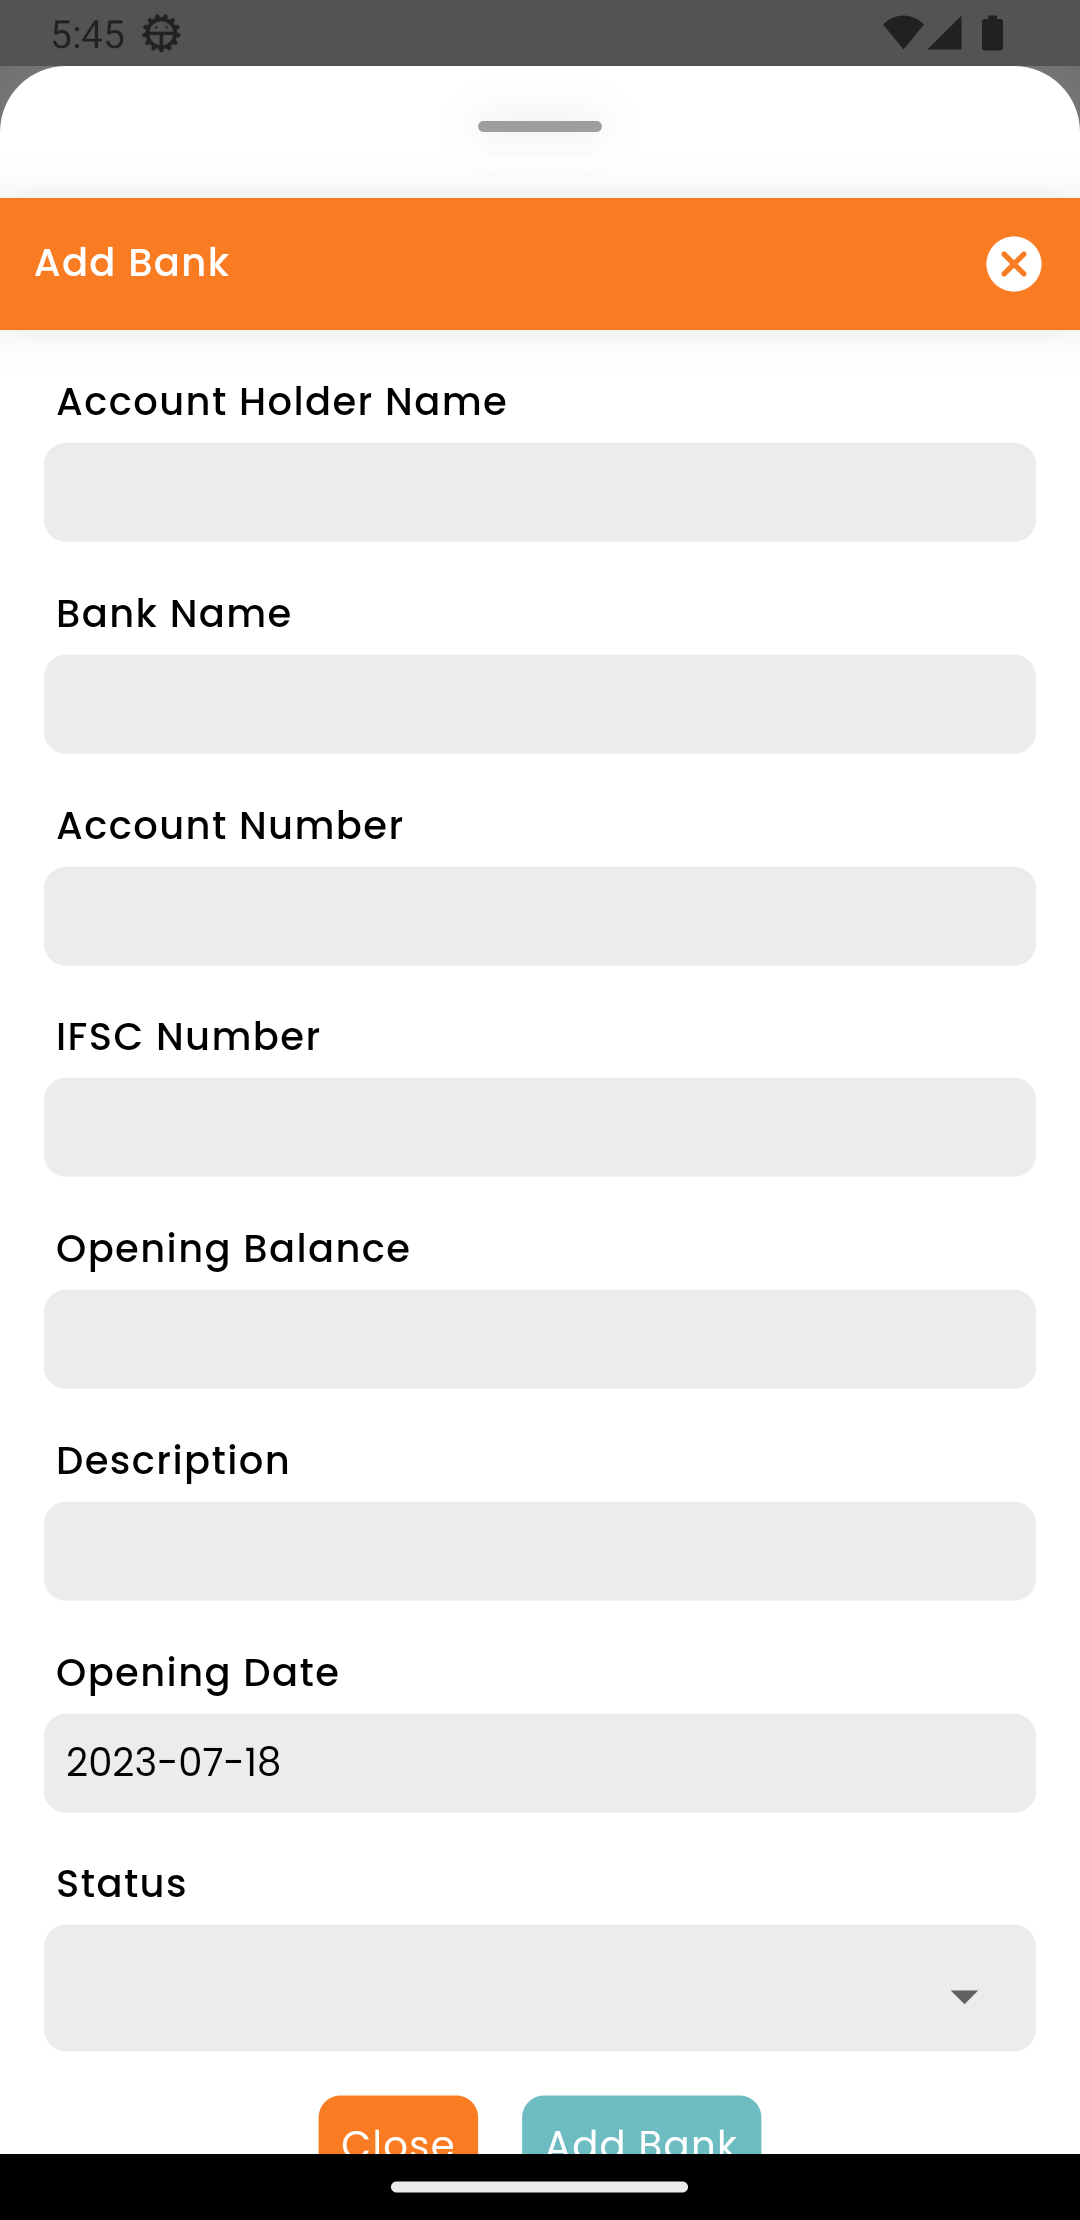 5:45
Add Bank
Account Holder Name
Bank Name
Account Number
IFSC Number
Opening Balance
Description
Opening Date
2023-07-18
Status
Close Add Bank